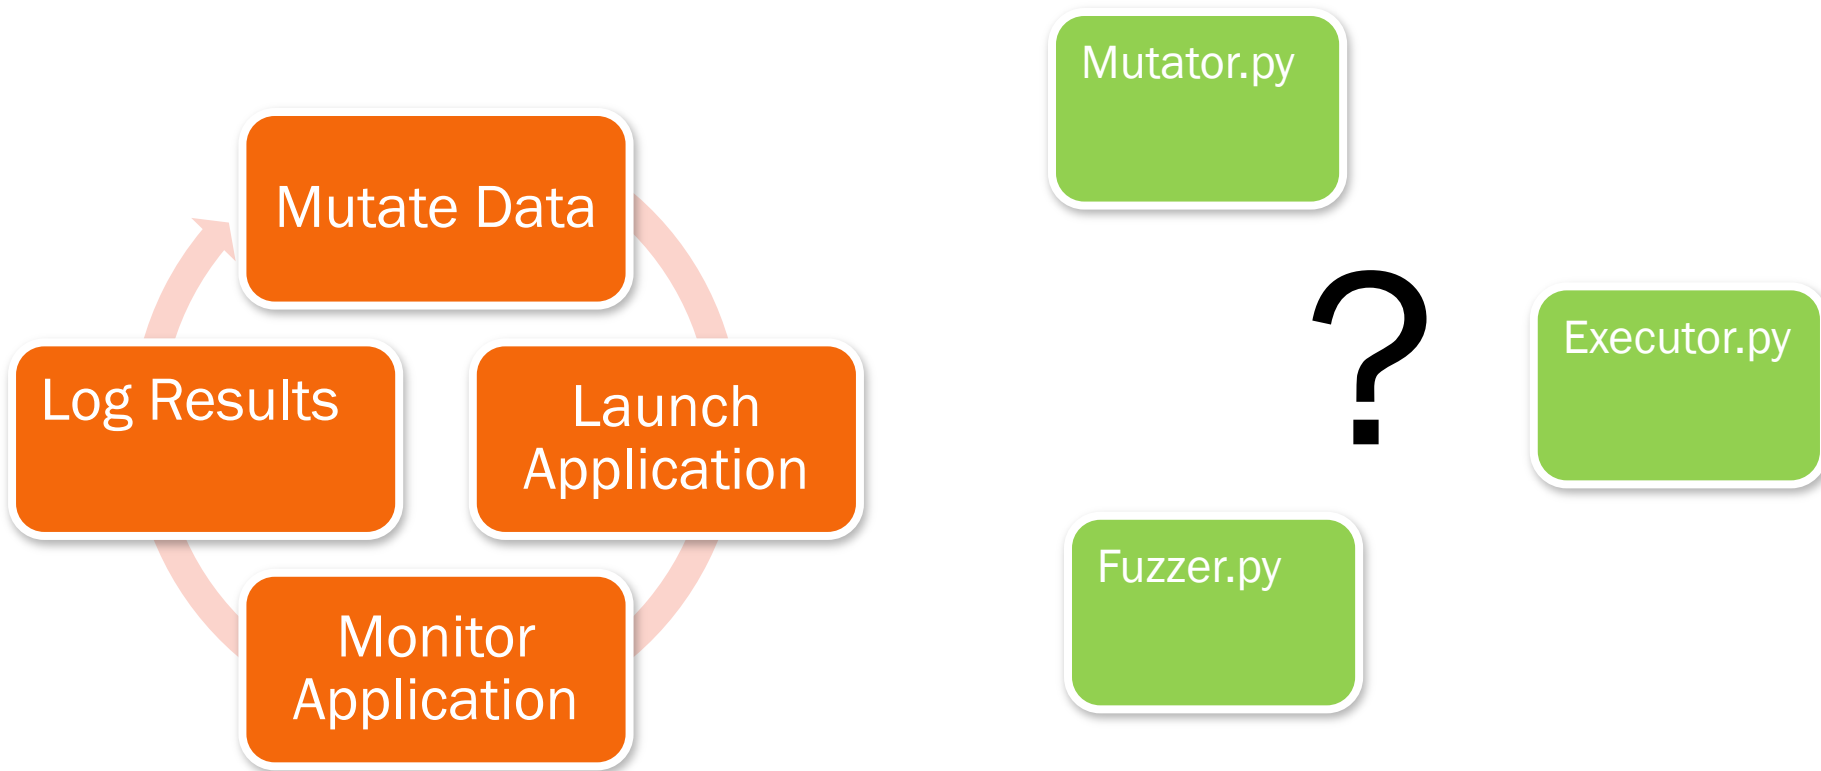 Mutate Data
Launch
Application
Monitor
Application
Log Results
Mutator.py
?
Executor.py
Fuzzer.py